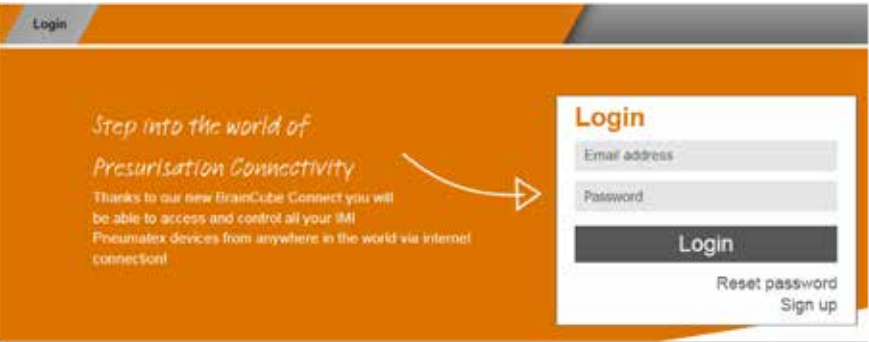 Login
Step into the world of
Presurisation Connectivity
Thanks to our new BrainCube Connect you will
be able to access and control all your IMI
Pneumatex devices from anywhere in the world via internet
connection!
Login
Email address
Password
Login
Reset password
Sign up